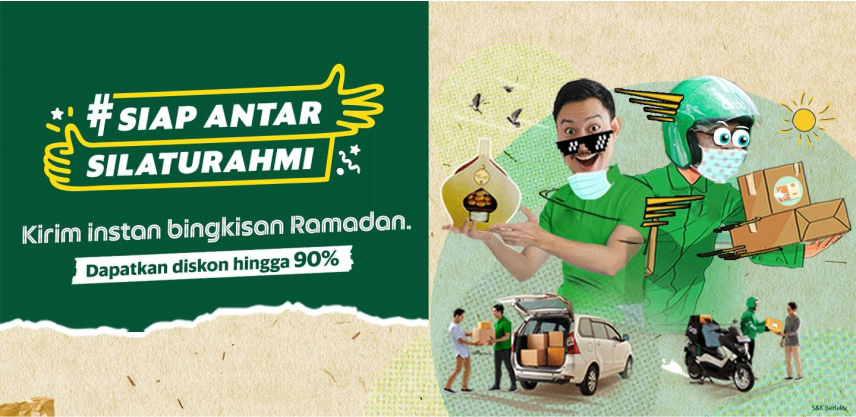 #SIAP ANTAR
SILATURAHMI
Kirim instan bingkisan Ramadan.
Dapatkan diskon hingga 90%
S&K Berlaku